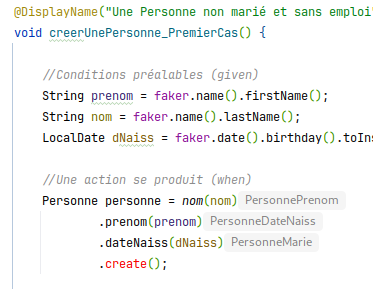 @DisplayName("Une Personne non marié et sans emploi"
void creerUnePersonne_PremierCas() {
//Conditions préalables (given)
String prenom = faker.name().firstName();
String nom = faker.name().lastName();
LocalDate dNaiss = faker.date().birthday().toIns
//Une action se produit (when)
Personne personne = nom(nom) PersonnePrenom
.prenom(prenom) PersonneDateNaiss
.dateNaiss(dNaiss) PersonneMarie
.create();